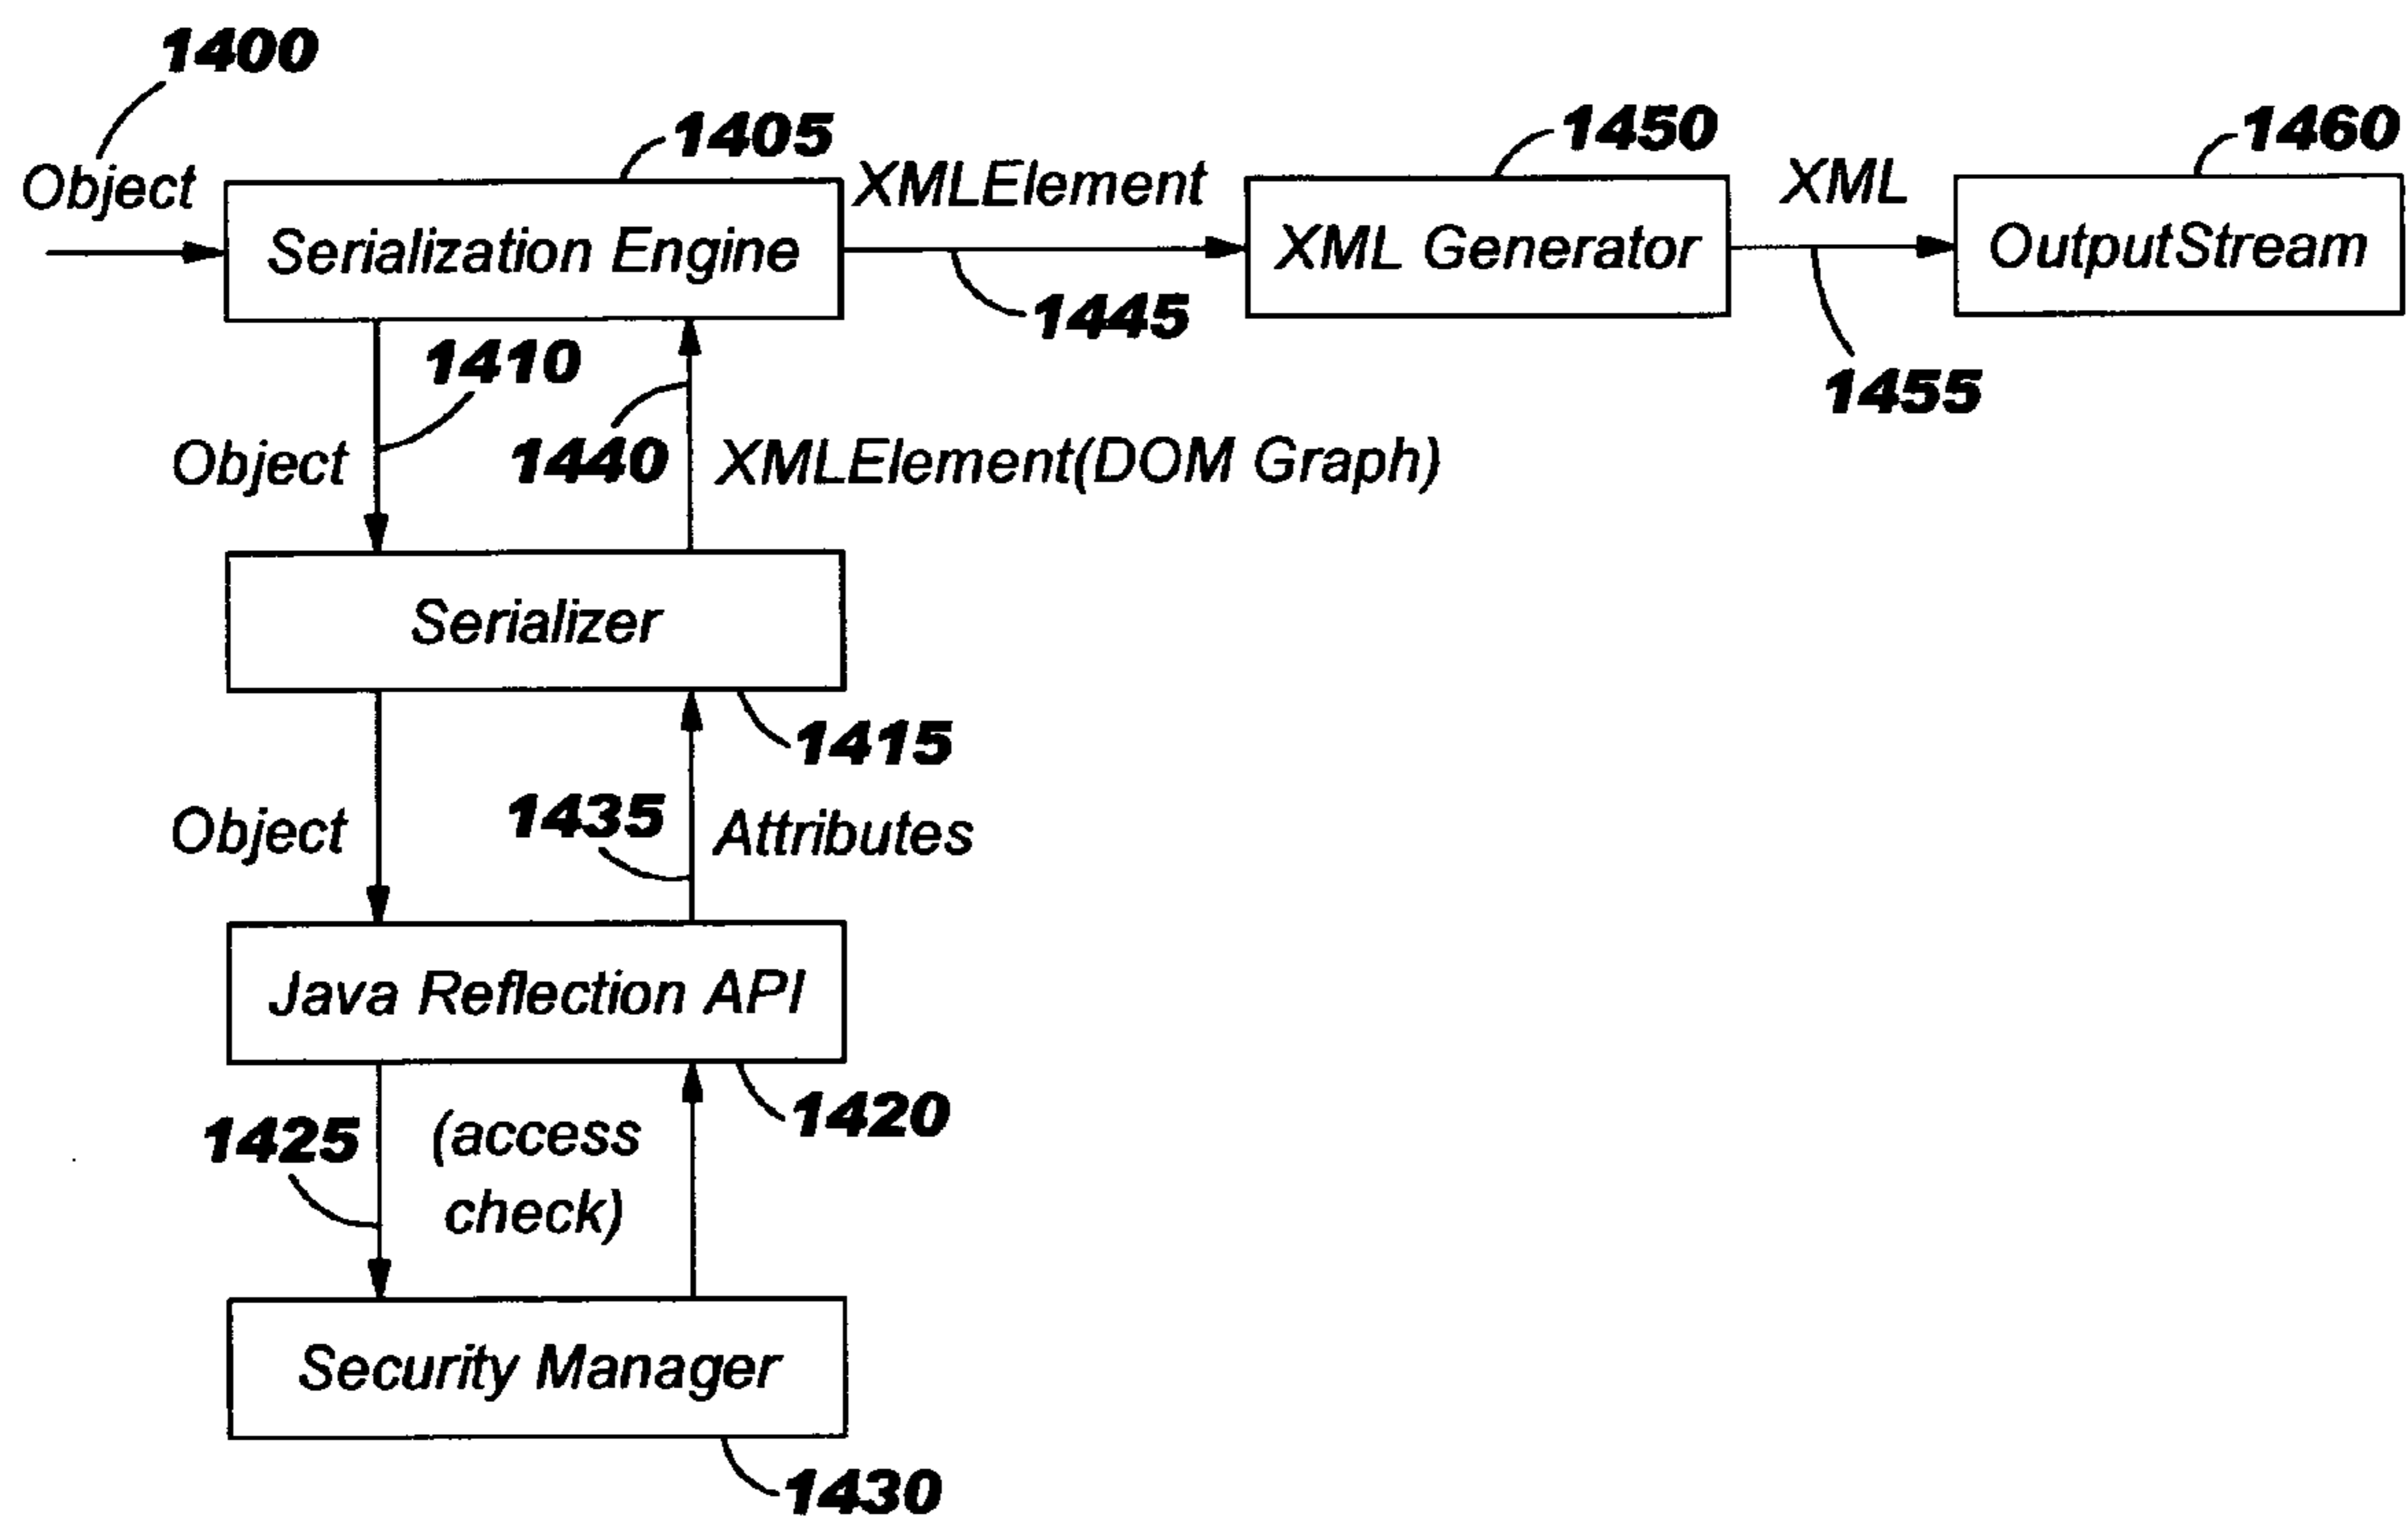 1400
Object
1405
Serialization Engine
XMLElement
1445
1450
XML Generator
XML
1455
1460
OutputStream
1410
Object
1440
XMLElement(DOM Graph)
Serializer
1415
Object
1435
Attributes
Java Reflection API
1420
1425
(access
check)
Security Manager
1430